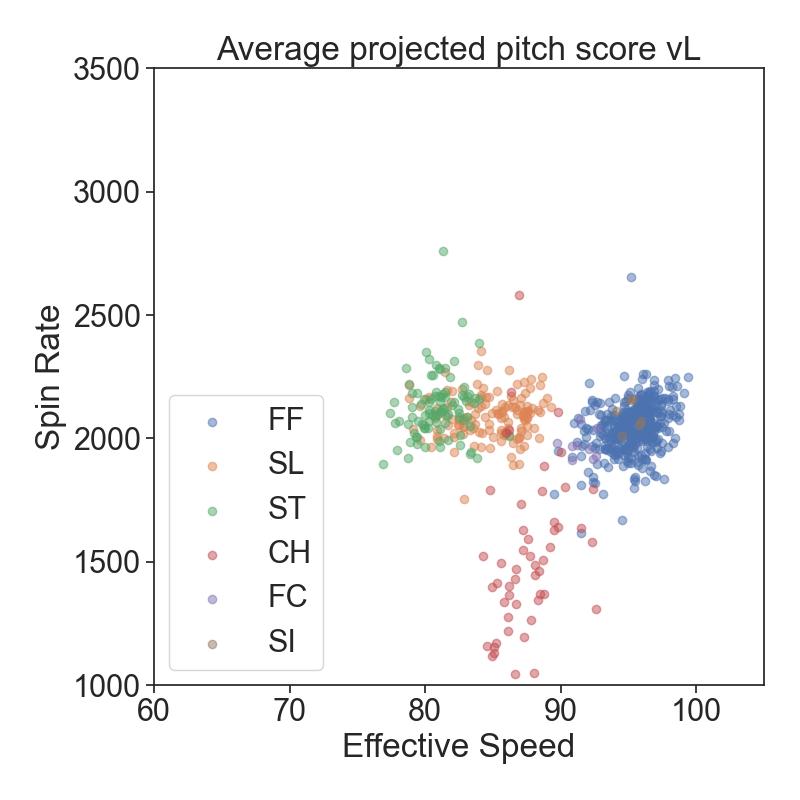 Average projected pitch score vL
3500
3000
2500
2000
1500
1000
Spin Rate
FF
SL
ST
CH
FC
SI
60 70 80 90 100
Effective Speed